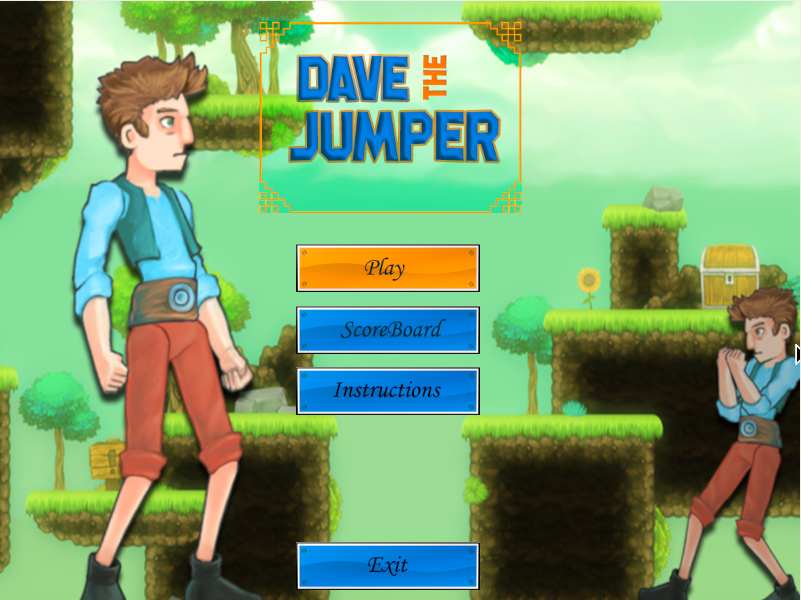 DAVE THE
JUMPER
Play
ScoreBoard
Instructions
Exit